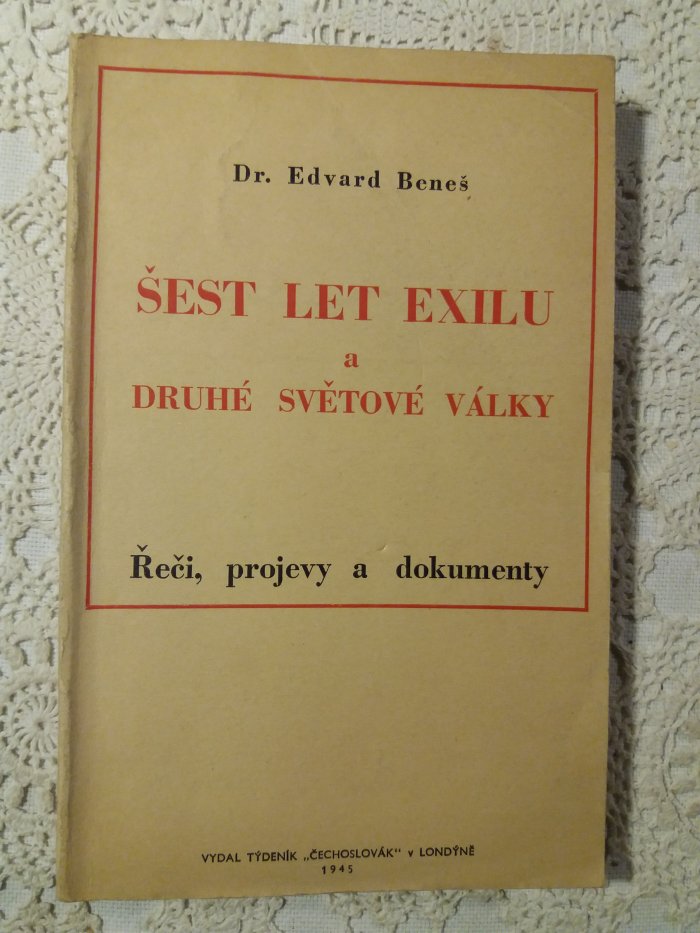 Dr. Edvard Beneš
ŠEST LET EXILU
a
DRUHÉ SVĚTOVÉ VÁLKY
Řeči, projevy a dokumenty
VYDAL TÝDENÍK „ČECHOSLOVÁK" v LONDÝNĚ
1945